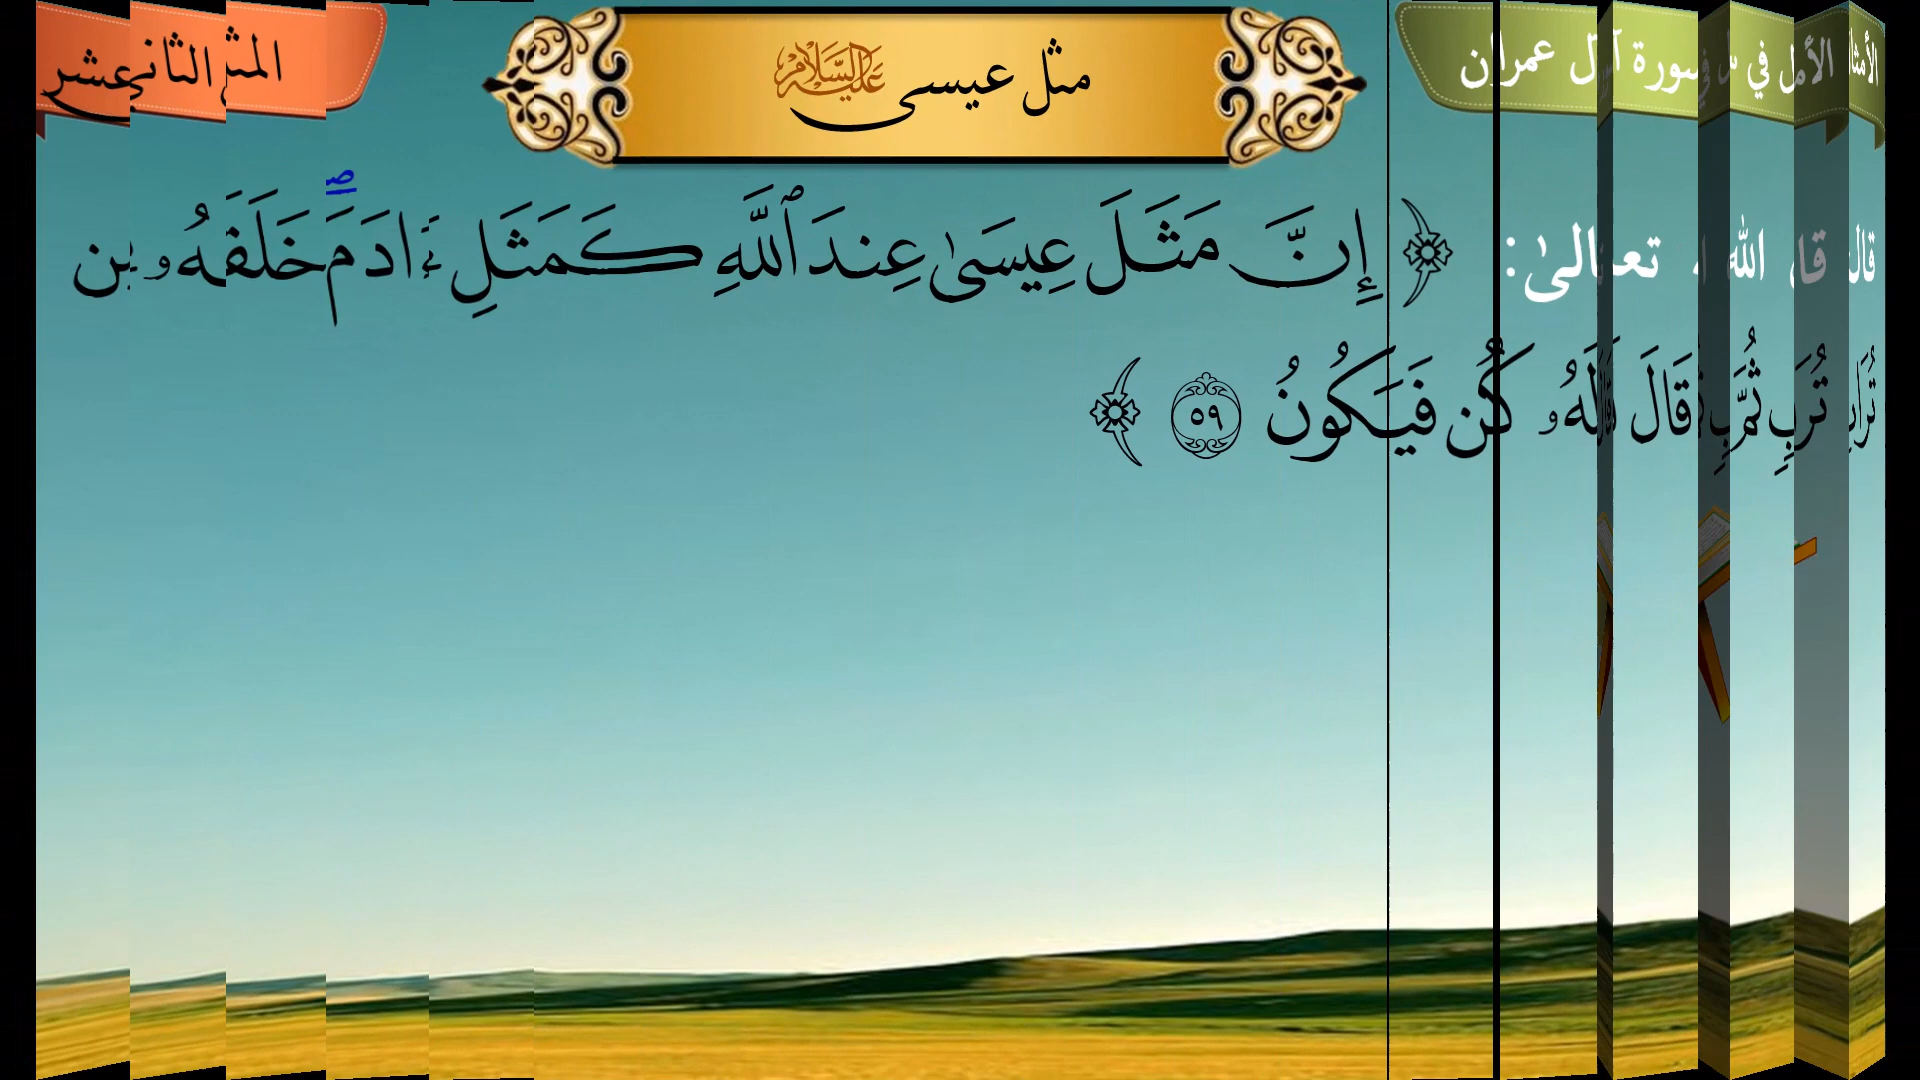 الأمثال في سورة آل عمران
مثل عيسى عليه السلام
المثل الثاني عشر
قال الله تعالىٰ: ﴿ إِنَّ مَثَلَ عِيسَىٰ عِندَ ٱللَّهِ كَمَثَلِ ءَادَمَ ۖ خَلَقَهُۥ مِن
تُرَابٍ ثُمَّ قَالَ لَهُۥ كُن فَيَكُونُ ٥٩ ﴾